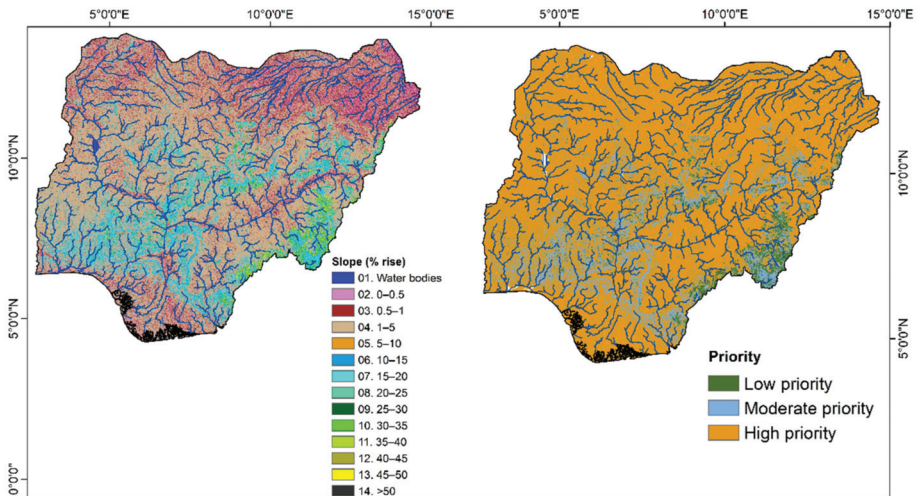 5°0'0"E
10°0'0"E
5°0'0"E
10°0'0"E
15°0'0"E
10°0'0"N
5°0'0"N
0°0'0"
10°0'0"N
5°0'0"N
0°0'0"N
Slope (% rise)
01. Water bodies
02. 0–0.5
03. 0.5–1
04. 1–5
05. 5–10
06. 10–15
07. 15–20
08. 20–25
09. 25–30
10. 30–35
11. 35–40
12. 40–45
13. 45–50
14. >50
Priority
Low priority
Moderate priority
High priority